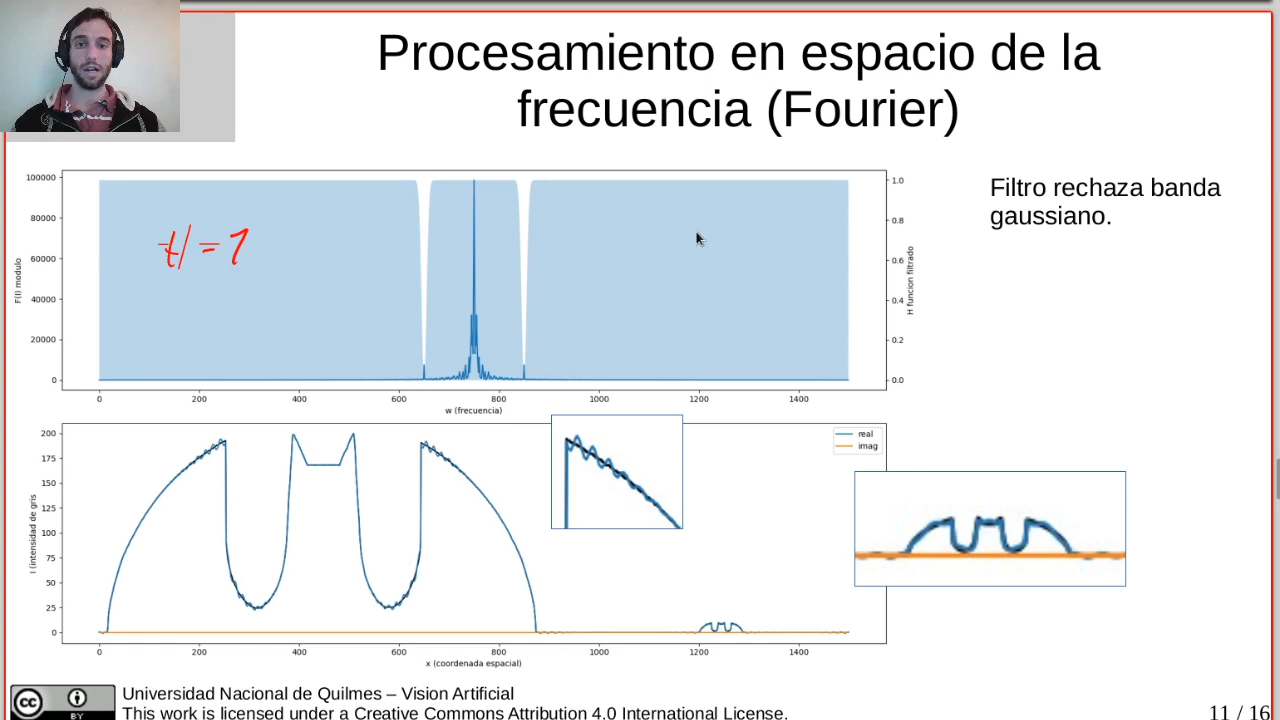 Procesamiento en espacio de la
frecuencia (Fourier)
Filtro rechaza banda
gaussiano.
100000
80000
60000
40000
20000
0
F(I) modulo
1.0
0.8
0.6
0.4
0.2
0.0
H funcion filtrado
0 200 400 600 800 1000 1200 1400
w (frecuencia)
200
175
150
125
100
75
50
25
0
I (intensidad de gris)
real
imag
0 200 400 600 800 1000 1200 1400
x (coordenada espacial)
cc
BY
Universidad Nacional de Quilmes – Vision Artificial
This work is licensed under a Creative Commons Attribution 4.0 International License.
11 / 16